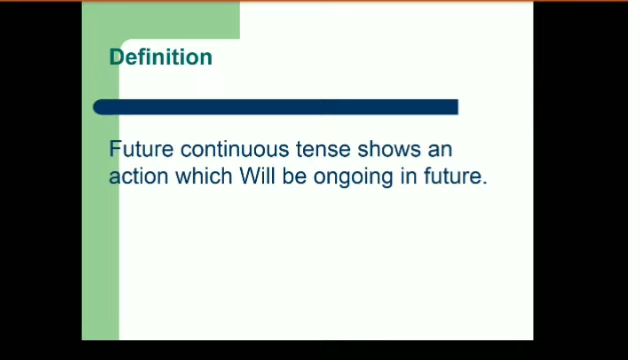 Definition
Future continuous tense shows an
action which Will be ongoing in future.